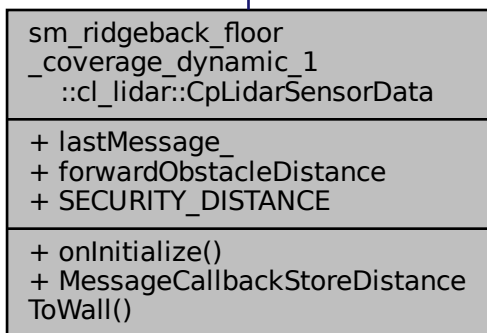 sm_ridgeback_floor
_coverage_dynamic_1
::cl_lidar::CpLidarSensorData
+ lastMessage_
+ forwardObstacleDistance
+ SECURITY_DISTANCE
+ onInitialize()
+ MessageCallbackStoreDistance
ToWall()